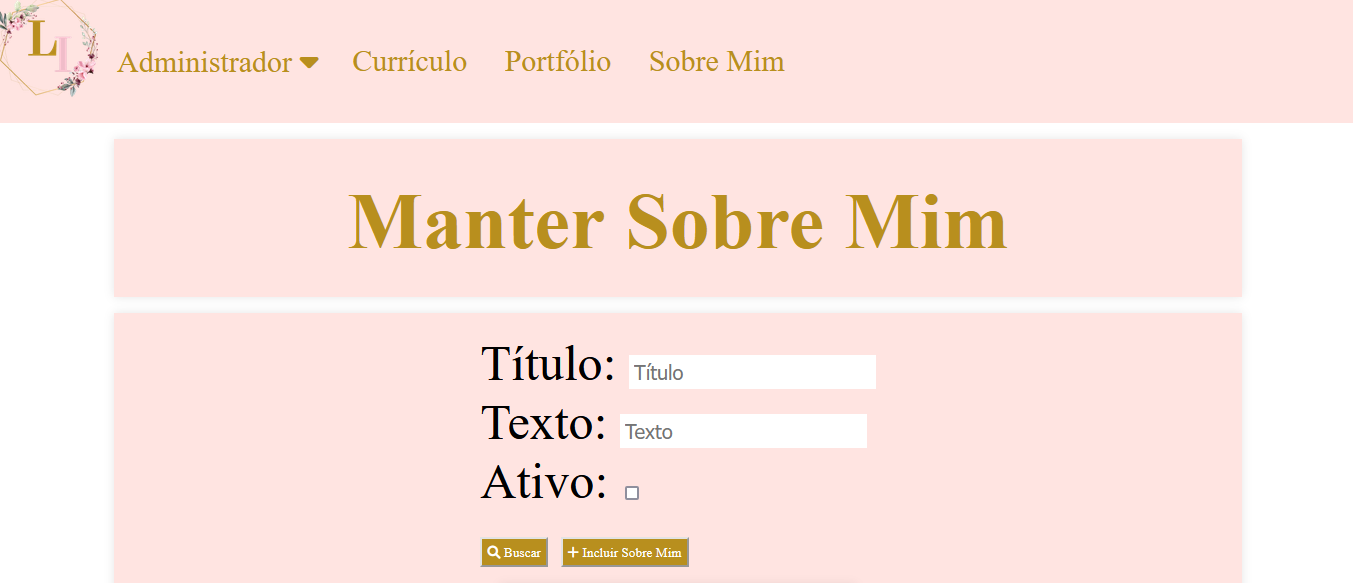 LI
Administrador Currículo Portfólio Sobre Mim
Manter Sobre Mim
Título: Título
Texto: Texto
Ativo:
Buscar + Incluir Sobre Mim